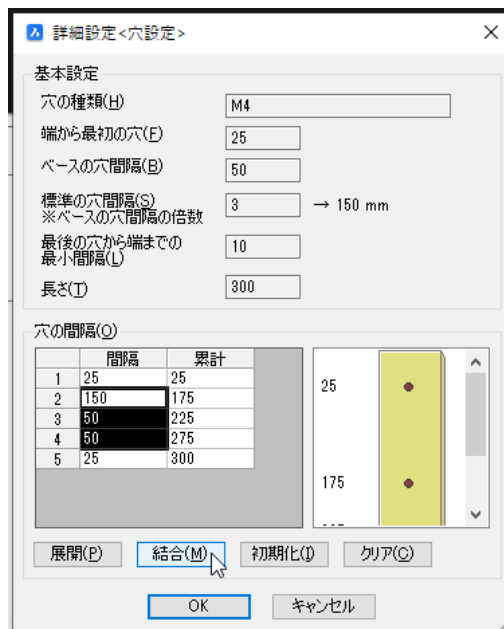 詳細設定<穴設定>
基本設定
穴の種類(H) M4
端から最初の穴(F) 25
ベースの穴間隔(B) 50
標準の穴間隔(S) 3 → 150 mm
※ベースの穴間隔の倍数
最後の穴から端までの 10
最小間隔(L)
長さ(T) 300
穴の間隔(O)
間隔 累計
1 25 25
2 150 175
3 50 225
4 50 275
5 25 300
25
175
展開(P) 結合(M) 初期化(I) クリア(C)
OK キャンセル